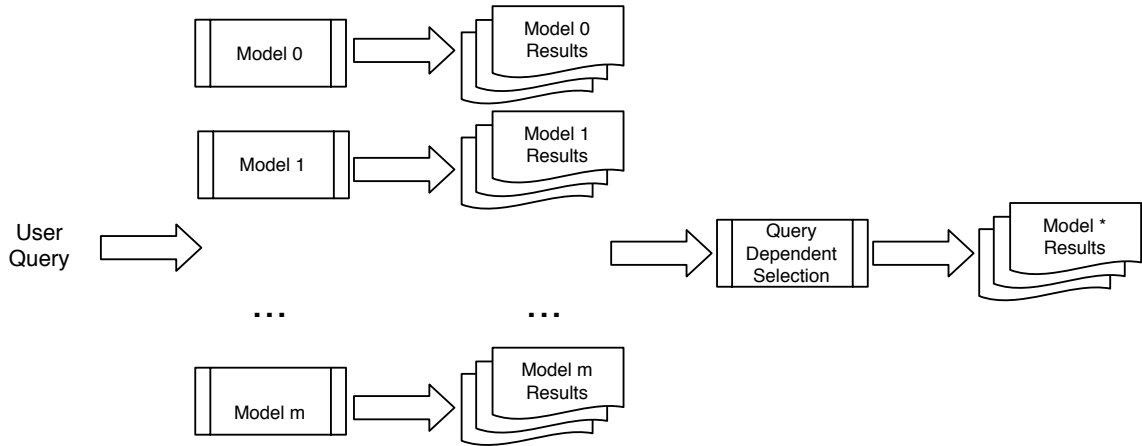 Model 0
Model 0
Results
Model 1
Model 1
Results
User
Query
Query
Dependent
Selection
Model *
Results
...
...
Model m
Model m
Results